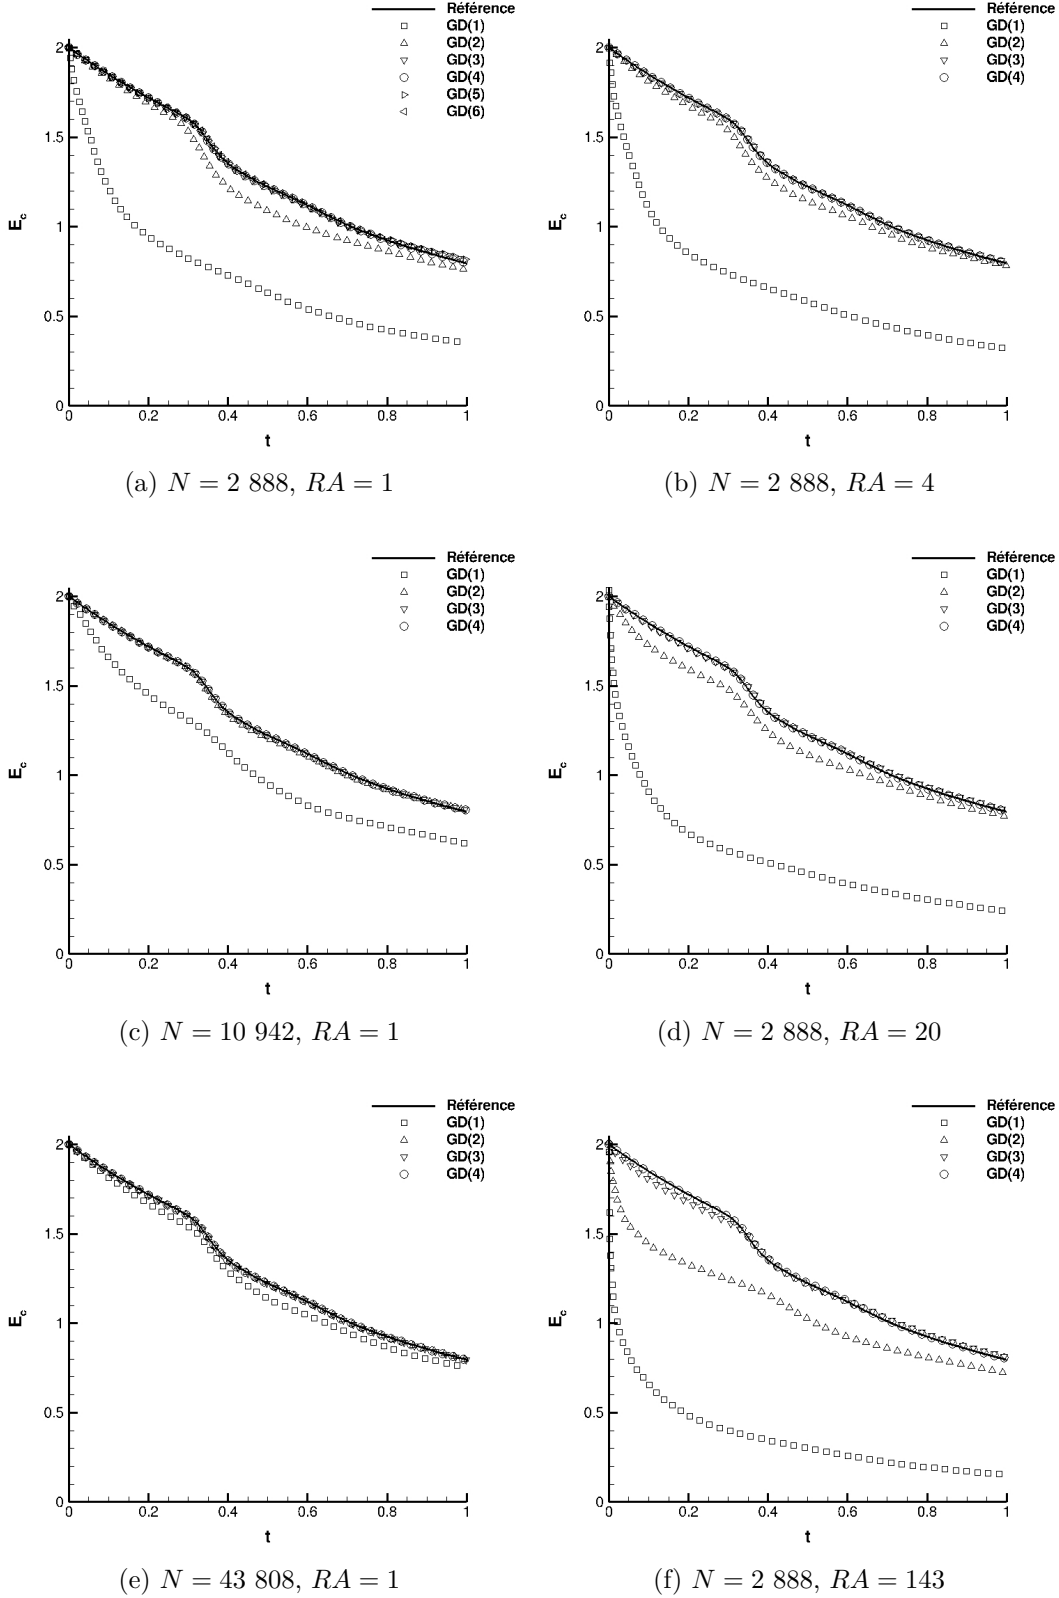 Référence
GD(1)
GD(2)
GD(3)
GD(4)
GD(5)
GD(6)
2
1.5
1
0.5
0
E_c
0 0.2 0.4 0.6 0.8 1
t
(a) N = 2 888, RA = 1
Référence
GD(1)
GD(2)
GD(3)
GD(4)
2
1.5
1
0.5
0
E_c
0 0.2 0.4 0.6 0.8 1
t
(b) N = 2 888, RA = 4
Référence
GD(1)
GD(2)
GD(3)
GD(4)
2
1.5
1
0.5
0
E_c
0 0.2 0.4 0.6 0.8 1
t
(c) N = 10 942, RA = 1
Référence
GD(1)
GD(2)
GD(3)
GD(4)
2
1.5
1
0.5
0
E_c
0 0.2 0.4 0.6 0.8 1
t
(d) N = 2 888, RA = 20
Référence
GD(1)
GD(2)
GD(3)
GD(4)
2
1.5
1
0.5
0
E_c
0 0.2 0.4 0.6 0.8 1
t
(e) N = 43 808, RA = 1
Référence
GD(1)
GD(2)
GD(3)
GD(4)
2
1.5
1
0.5
0
E_c
0 0.2 0.4 0.6 0.8 1
t
(f) N = 2 888, RA = 143